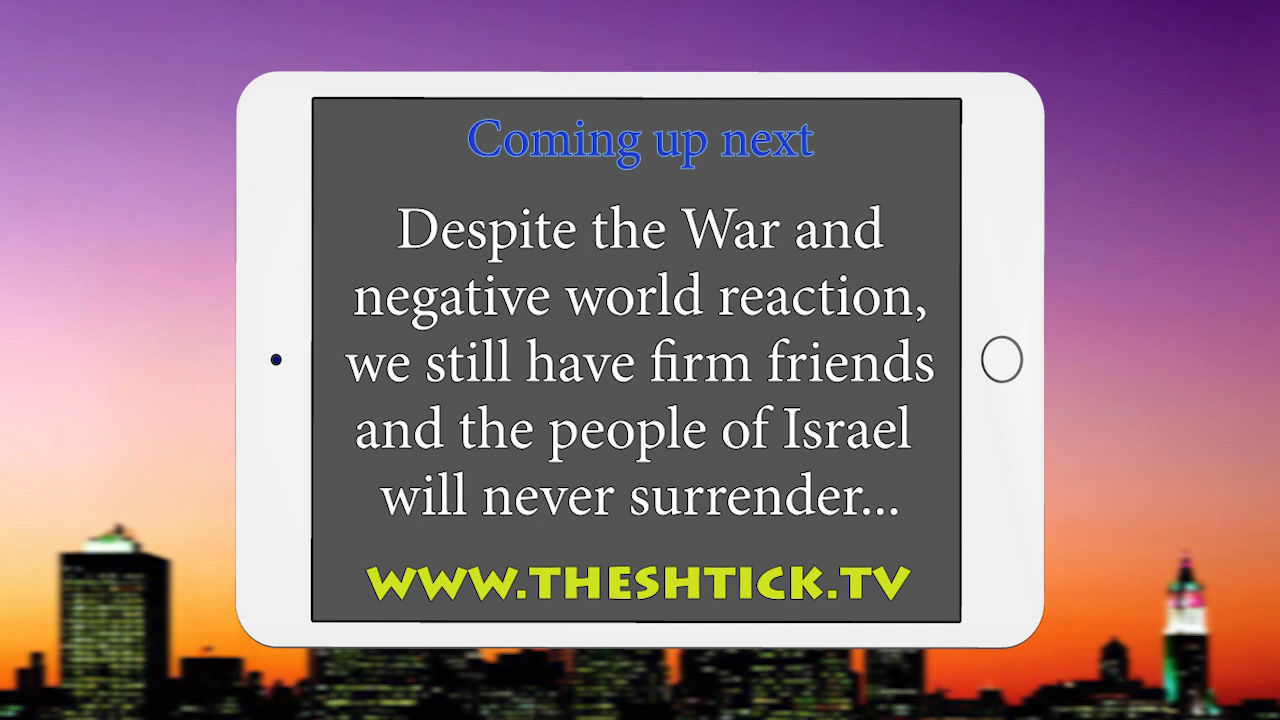 Coming up next
Despite the War and
negative world reaction,
we still have firm friends
and the people of Israel
will never surrender...
WWW.THESHTICK.TV